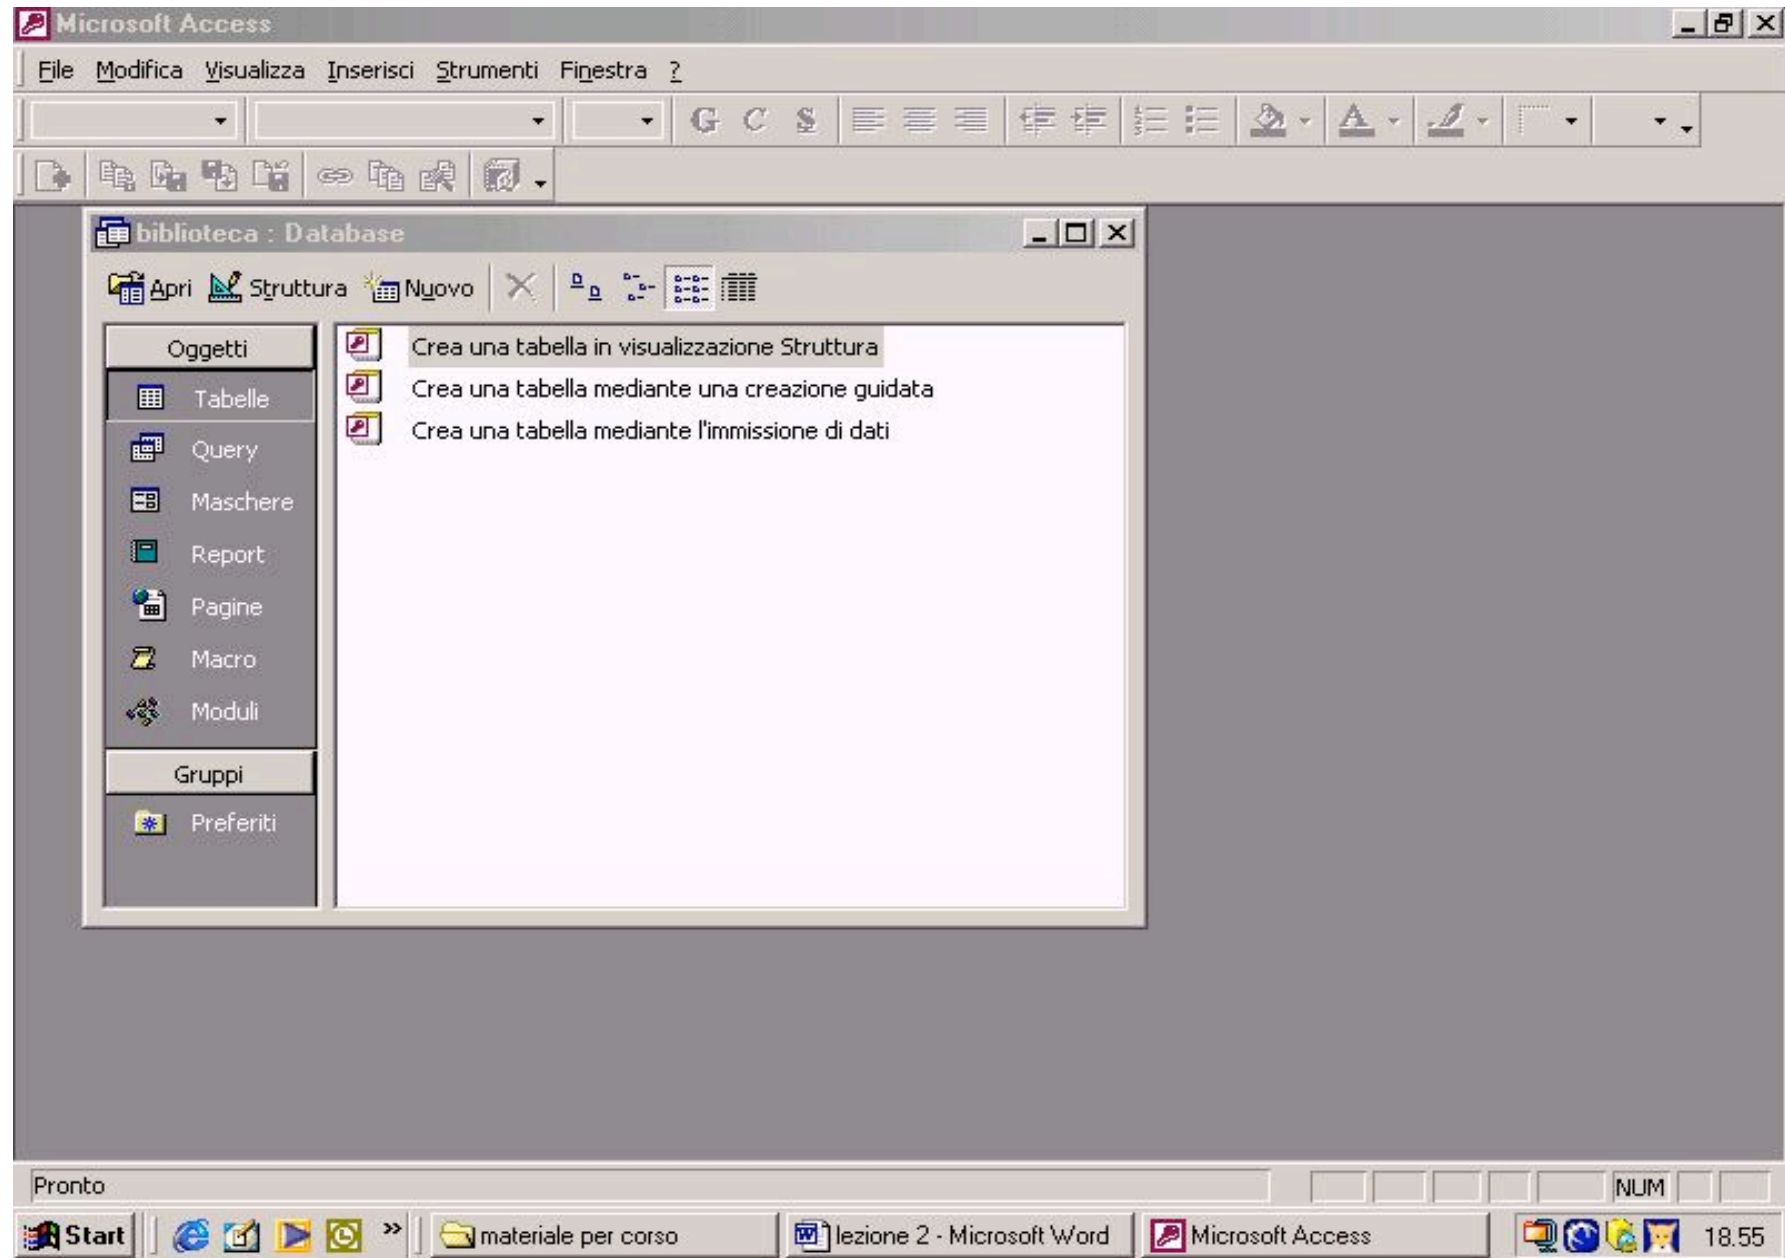 Microsoft Access
File Modifica Visualizza Inserisci Strumenti Finestra ?
G C S
biblioteca : Database
Apri Struttura Nuovo
Oggetti
Crea una tabella in visualizzazione Struttura
Tabelle
Crea una tabella mediante una creazione guidata
Crea una tabella mediante l'immissione di dati
Query
Maschere
Report
Pagine
Macro
Moduli
Gruppi
Preferiti
Pronto
NUM
Start » materiale per corso lezione 2 - Microsoft Word Microsoft Access 18.55